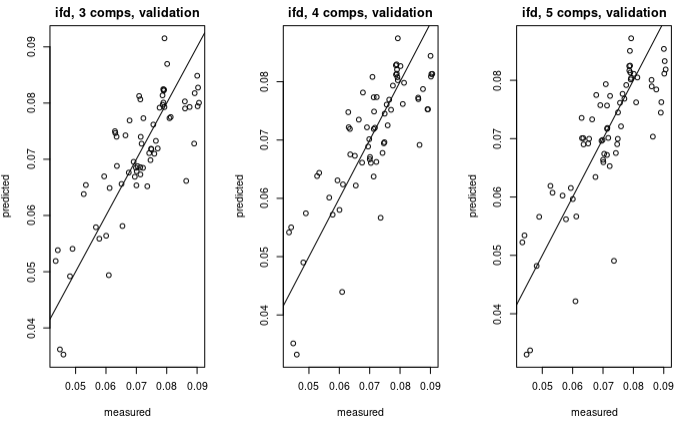 ifd, 3 comps, validation
predicted
0.04 0.05 0.06 0.07 0.08 0.09
0.05 0.06 0.07 0.08 0.09
measured
ifd, 4 comps, validation
predicted
0.04 0.05 0.06 0.07 0.08
0.05 0.06 0.07 0.08 0.09
measured
ifd, 5 comps, validation
predicted
0.04 0.05 0.06 0.07 0.08
0.05 0.06 0.07 0.08 0.09
measured